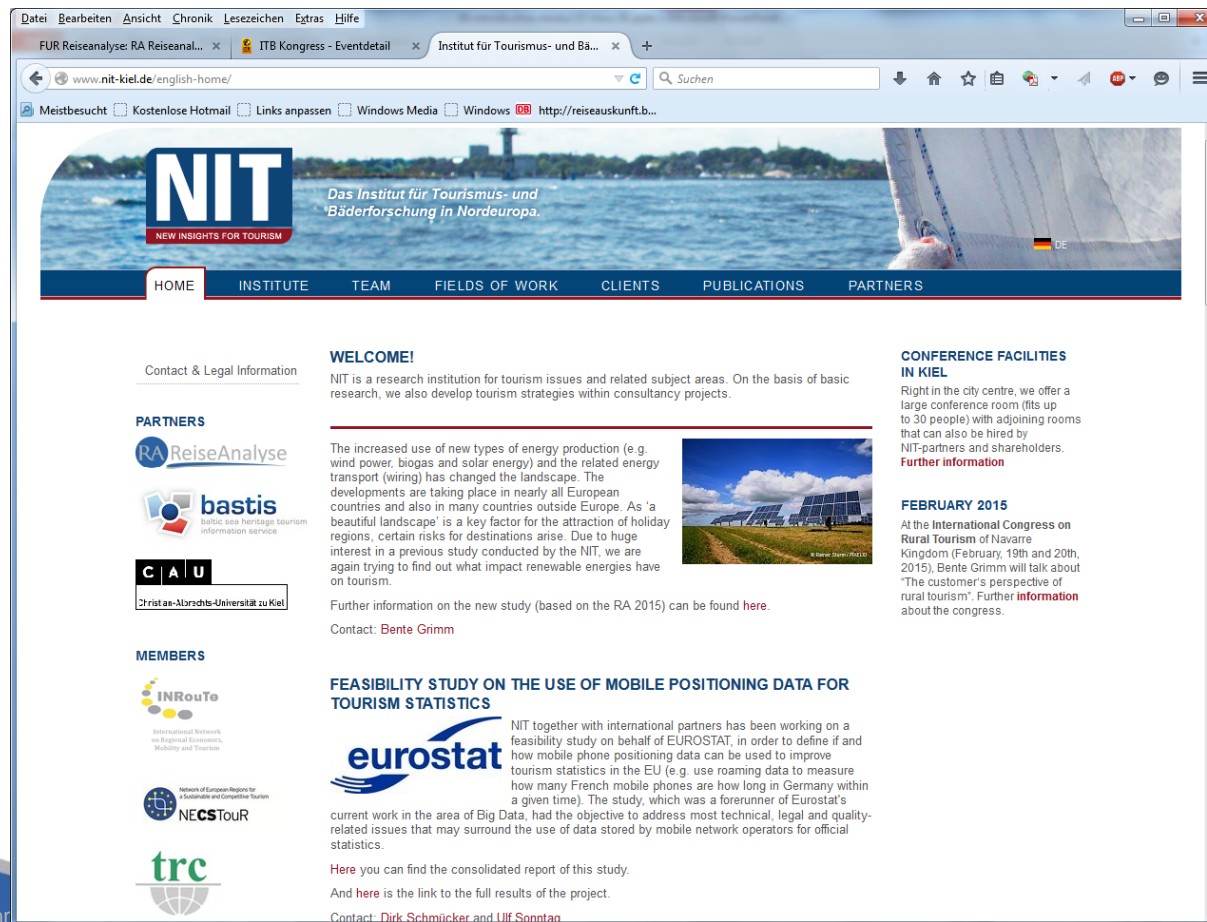 Datei Bearbeiten Ansicht Chronik Lesezeichen Extras Hilfe
FUR Reiseanalyse: RA Reiseanal... ITB Kongress - Eventdetail Institut für Tourismus- und Bä...
www.nit-kiel.de/english-home/ Suchen
Meistbesucht Kostenlose Hotmail Links anpassen Windows Media Windows DB http://reiseauskunft.b...
ABP
NIT
NEW INSIGHTS FOR TOURISM
Das Institut für Tourismus- und
Bäderforschung in Nordeuropa.
DE
HOME INSTITUTE TEAM FIELDS OF WORK CLIENTS PUBLICATIONS PARTNERS
Contact & Legal Information
PARTNERS
RA ReiseAnalyse
bastis
baltic sea heritage tourism
information service
C A U
Christian-Albrechts-Universität zu Kiel
MEMBERS
INRouTe
International Network
on Regional Economics,
Mobility and Tourism
Network of European Regions for
a Sustainable and Competitive Tourism
NECSTouR
trc
WELCOME!
NIT is a research institution for tourism issues and related subject areas. On the basis of basic
research, we also develop tourism strategies within consultancy projects.
The increased use of new types of energy production (e.g.
wind power, biogas and solar energy) and the related energy
transport (wiring) has changed the landscape. The
developments are taking place in nearly all European
countries and also in many countries outside Europe. As ‘a
beautiful landscape’ is a key factor for the attraction of holiday
regions, certain risks for destinations arise. Due to huge
interest in a previous study conducted by the NIT, we are
again trying to find out what impact renewable energies have
on tourism.
© Rainer Sturm / PIXELIO
Further information on the new study (based on the RA 2015) can be found here.
Contact: Bente Grimm
FEASIBILITY STUDY ON THE USE OF MOBILE POSITIONING DATA FOR
TOURISM STATISTICS
eurostat
NIT together with international partners has been working on a
feasibility study on behalf of EUROSTAT, in order to define if and
how mobile phone positioning data can be used to improve
tourism statistics in the EU (e.g. use roaming data to measure
how many French mobile phones are how long in Germany within
a given time). The study, which was a forerunner of Eurostat's
current work in the area of Big Data, had the objective to address most technical, legal and quality-
related issues that may surround the use of data stored by mobile network operators for official
statistics.
Here you can find the consolidated report of this study.
And here is the link to the full results of the project.
Contact: Dirk Schmücker and Ulf Sonntag
CONFERENCE FACILITIES
IN KIEL
Right in the city centre, we offer a
large conference room (fits up
to 30 people) with adjoining rooms
that can also be hired by
NIT-partners and shareholders.
Further information
FEBRUARY 2015
At the International Congress on
Rural Tourism of Navarre
Kingdom (February, 19th and 20th,
2015), Bente Grimm will talk about
“The customer's perspective of
rural tourism”. Further information
about the congress.